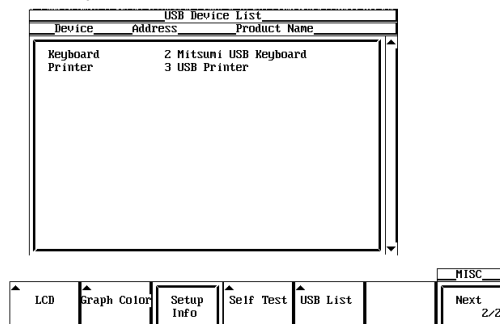 USB Device List
Device Address Product Name
Keyboard 2 Mitsumi USB Keyboard
Printer 3 USB Printer
MISC
LCD Graph Color Setup Info Self Test USB List Next 2/2